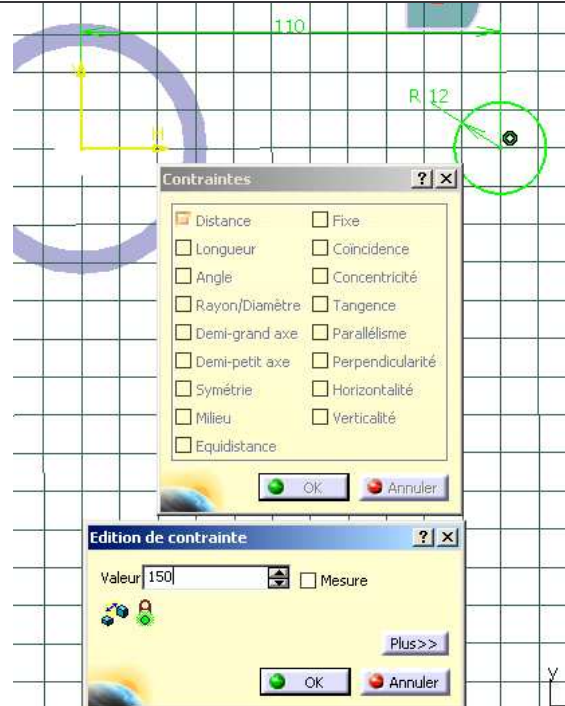 110
R 12
V
H
Contraintes
Distance
Fixe
Longueur
Coïncidence
Angle
Concentricité
Rayon/Diamètre
Tangence
Demi-grand axe
Parallélisme
Demi-petit axe
Perpendicularité
Symétrie
Horizontalité
Milieu
Verticalité
Equidistance
OK
Annuler
Edition de contrainte
Valeur 150
Mesure
Plus>>
OK
Annuler
y